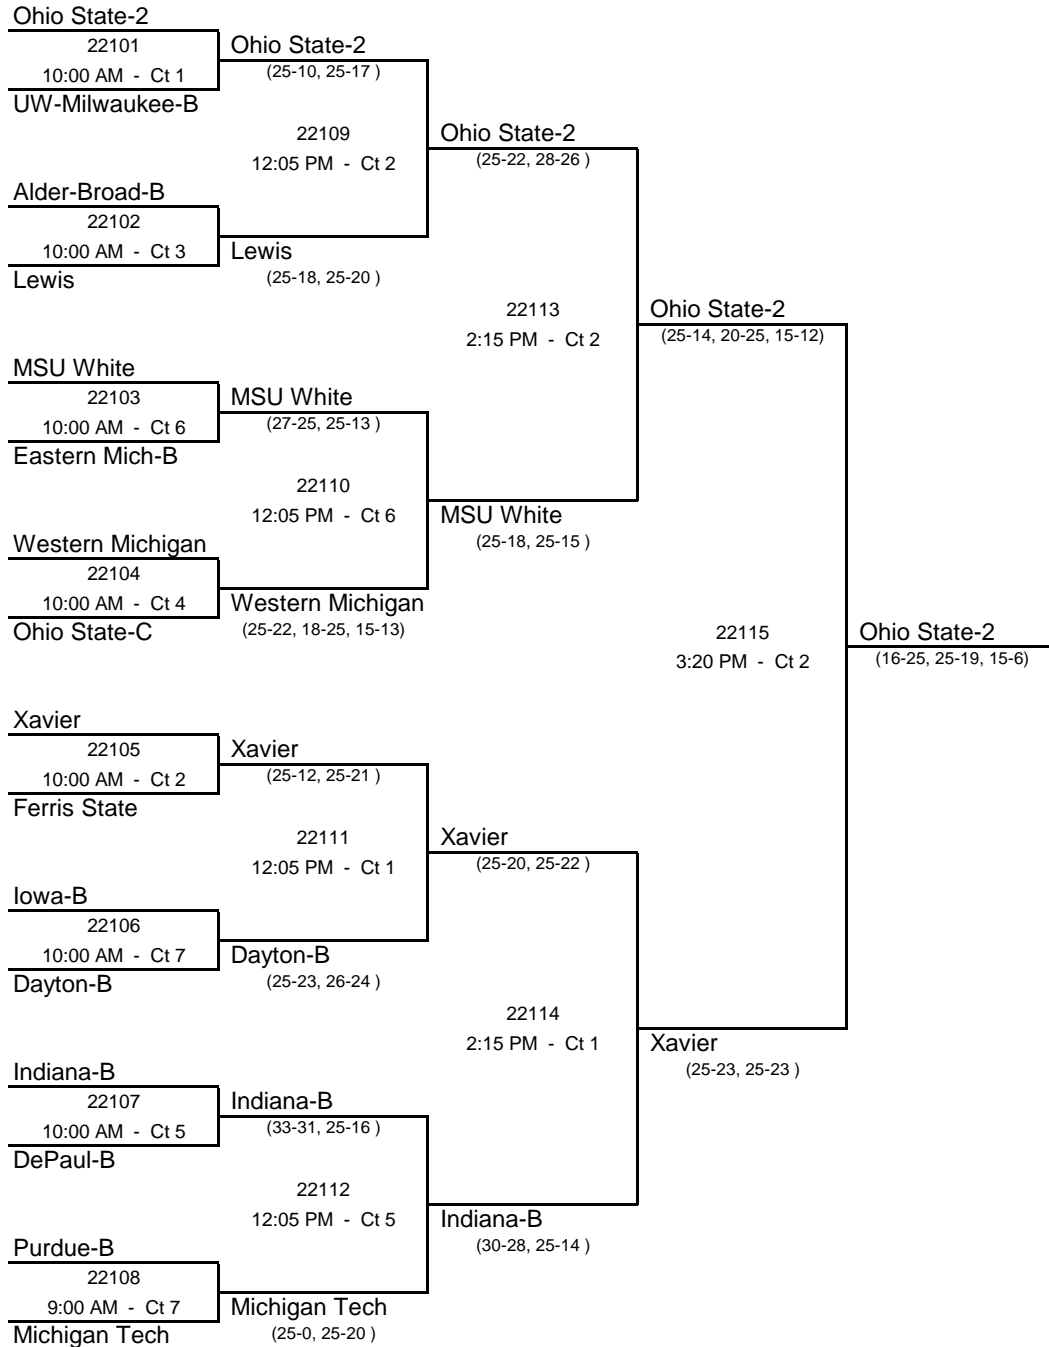 Ohio State-2
22101
10:00 AM - Ct 1
UW-Milwaukee-B
Ohio State-2
(25-10, 25-17 )
22109
12:05 PM - Ct 2
Alder-Broad-B
22102
10:00 AM - Ct 3
Lewis
Lewis
(25-18, 25-20 )
Ohio State-2
(25-22, 28-26 )
22113
2:15 PM - Ct 2
MSU White
22103
10:00 AM - Ct 6
Eastern Mich-B
MSU White
(27-25, 25-13 )
22110
12:05 PM - Ct 6
Western Michigan
22104
10:00 AM - Ct 4
Ohio State-C
Western Michigan
(25-22, 18-25, 15-13)
MSU White
(25-18, 25-15 )
Ohio State-2
(25-14, 20-25, 15-12)
22115
3:20 PM - Ct 2
Ohio State-2
(16-25, 25-19, 15-6)
Xavier
22105
10:00 AM - Ct 2
Ferris State
Xavier
(25-12, 25-21 )
22111
12:05 PM - Ct 1
Iowa-B
22106
10:00 AM - Ct 7
Dayton-B
Dayton-B
(25-23, 26-24 )
Xavier
(25-20, 25-22 )
22114
2:15 PM - Ct 1
Xavier
(25-23, 25-23 )
Indiana-B
22107
10:00 AM - Ct 5
DePaul-B
Indiana-B
(33-31, 25-16 )
22112
12:05 PM - Ct 5
Indiana-B
(30-28, 25-14 )
Purdue-B
22108
9:00 AM - Ct 7
Michigan Tech
Michigan Tech
(25-0, 25-20 )